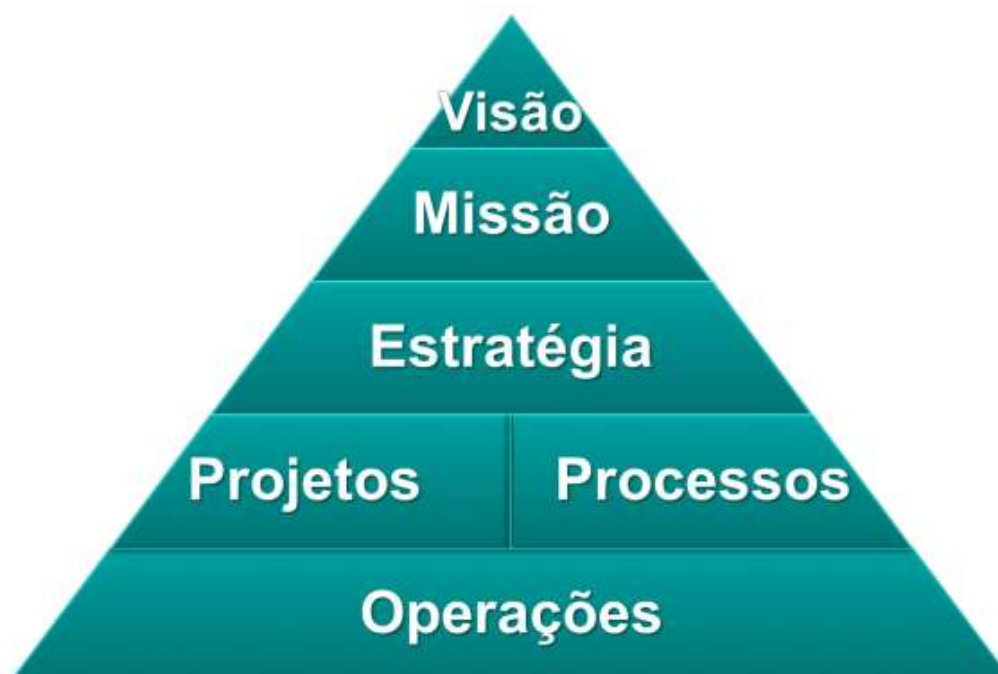 Visão
Missão
Estratégia
Projetos Processos
Operações